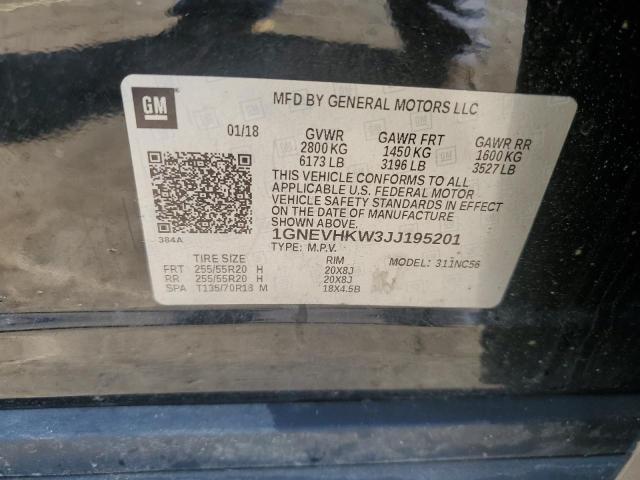 GM
MFD BY GENERAL MOTORS LLC
01/18 GVWR GAWR FRT GAWR RR
2800 KG 1450 KG 1600 KG
6173 LB 3196 LB 3527 LB
THIS VEHICLE CONFORMS TO ALL
APPLICABLE U.S. FEDERAL MOTOR
VEHICLE SAFETY STANDARDS IN EFFECT
ON THE DATE OF MANUFACTURE
SHOWN ABOVE.
384A
1GNEVHKW3JJ195201
TYPE: M.P.V. MODEL: 311NC56
TIRE SIZE RIM
FRT 255/55R20 H 20X8J
RR 255/55R20 H 20X8J
SPA T135/70R18 M 18X4.5B